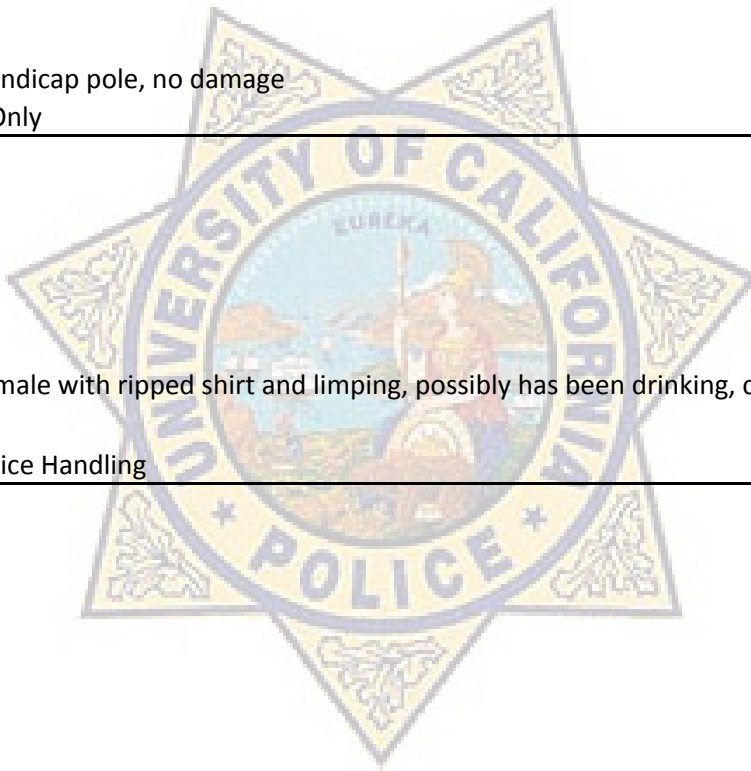 ndicap pole, no damage
Only
UNIVERSITY OF CALIFORNIA
EUREKA
male with ripped shirt and limping, possibly has been drinking, c
ice Handling
POLICE